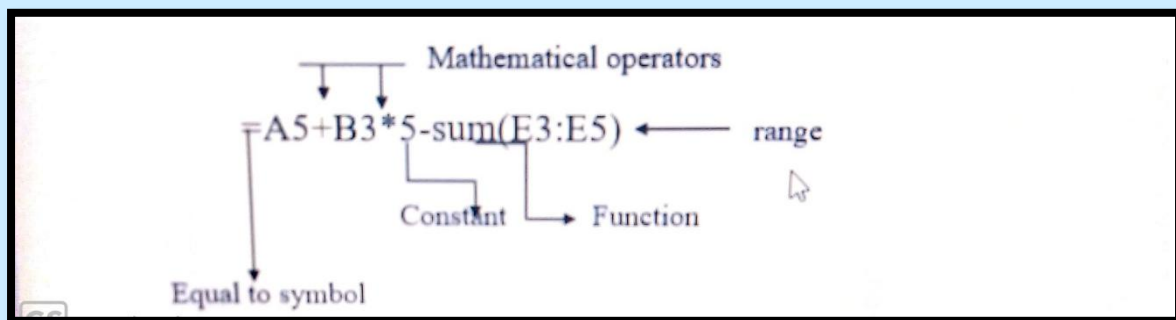 Mathematical operators
=A5+B3*5-sum(E3:E5) range
Constant Function
Equal to symbol